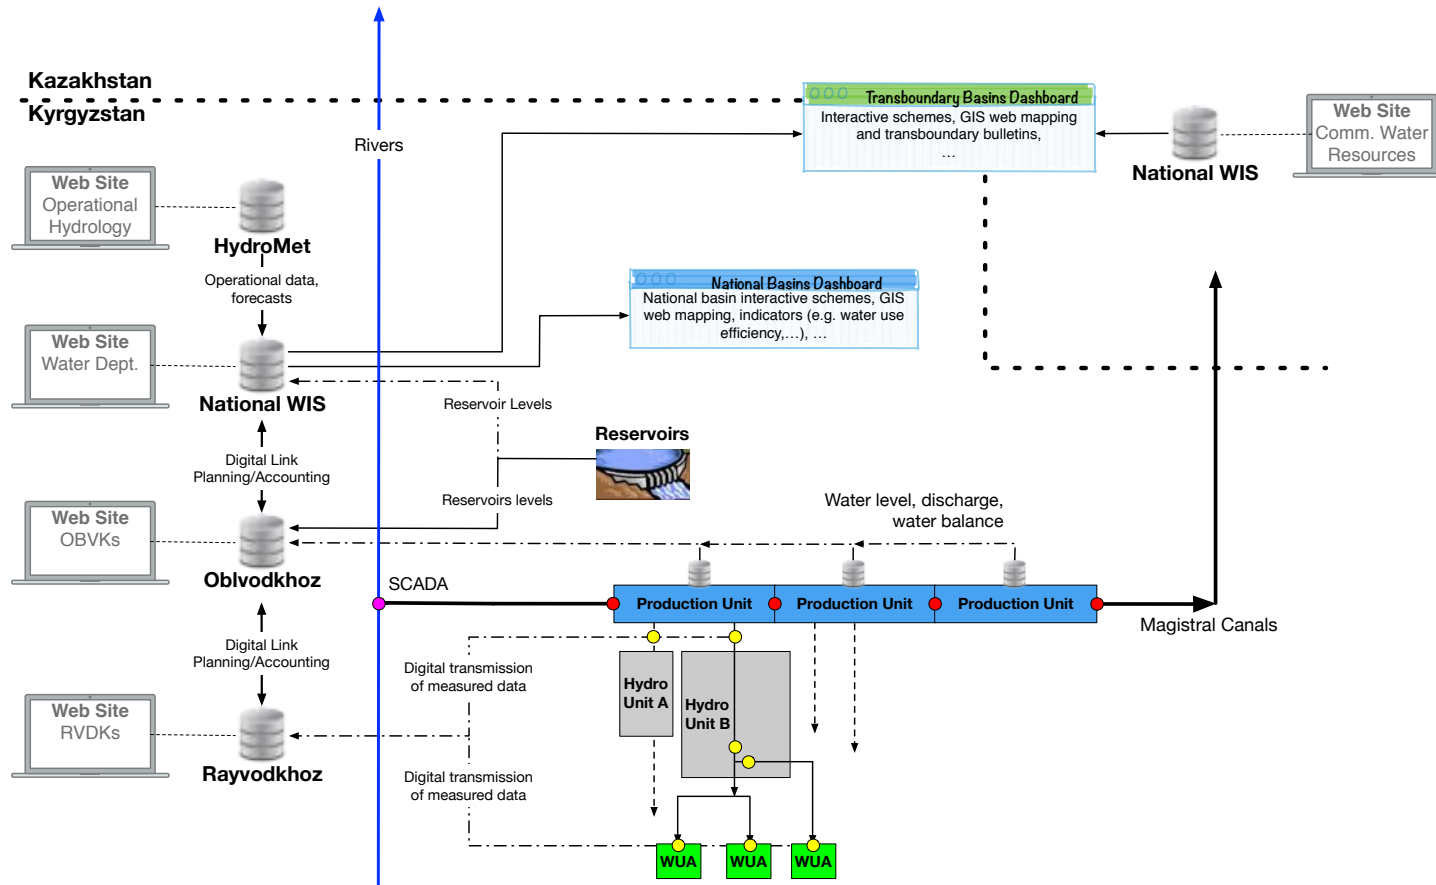 Kazakhstan
Kyrgyzstan
Rivers
Transboundary Basins Dashboard
Interactive schemes, GIS web mapping
and transboundary bulletins,
...
National WIS
Web Site
Comm. Water
Resources
Web Site
Operational
Hydrology
HydroMet
Operational data,
forecasts
National Basins Dashboard
National basin interactive schemes, GIS
web mapping, indicators (e.g. water use
efficiency,...), ...
Web Site
Water Dept.
National WIS
Reservoir Levels
Reservoirs
Digital Link
Planning/Accounting
Reservoirs levels
Water level, discharge,
water balance
Web Site
OBVKs
Oblvodkhoz
SCADA
Production Unit
Production Unit
Production Unit
Magistral Canals
Digital Link
Planning/Accounting
Digital transmission
of measured data
Hydro
Unit A
Hydro
Unit B
Web Site
RVDKs
Rayvodkhoz
Digital transmission
of measured data
WUA
WUA
WUA